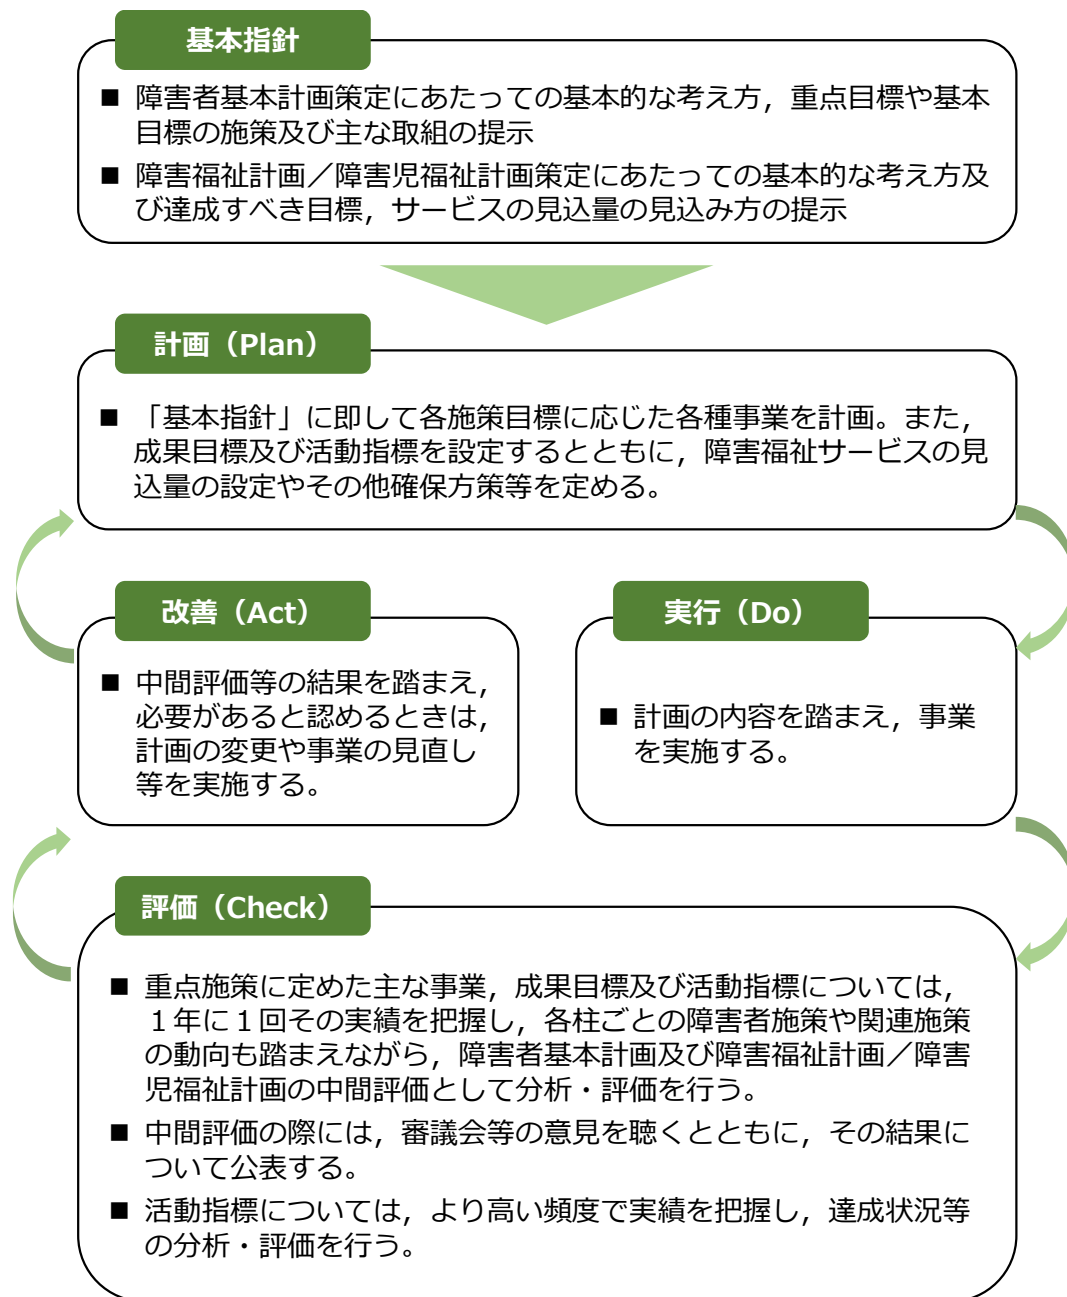 基本指針
■ 障害者基本計画策定にあたっての基本的な考え方，重点目標や基本
目標の施策及び主な取組の提示
■ 障害福祉計画／障害児福祉計画策定にあたっての基本的な考え方及
び達成すべき目標，サービスの見込量の見込み方の提示
計画（Plan）
■ 「基本指針」に即して各施策目標に応じた各種事業を計画。また，
成果目標及び活動指標を設定するとともに，障害福祉サービスの見
込量の設定やその他確保方策等を定める。
改善（Act）
■ 中間評価等の結果を踏まえ，
必要があると認めるときは，
計画の変更や事業の見直し
等を実施する。
実行（Do）
■ 計画の内容を踏まえ，事業
を実施する。
評価（Check）
■ 重点施策に定めた主な事業，成果目標及び活動指標については，
１年に１回その実績を把握し，各柱ごとの障害者施策や関連施策
の動向も踏まえながら，障害者基本計画及び障害福祉計画／障害
児福祉計画の中間評価として分析・評価を行う。
■ 中間評価の際には，審議会等の意見を聴くとともに，その結果に
ついて公表する。
■ 活動指標については，より高い頻度で実績を把握し，達成状況等
の分析・評価を行う。